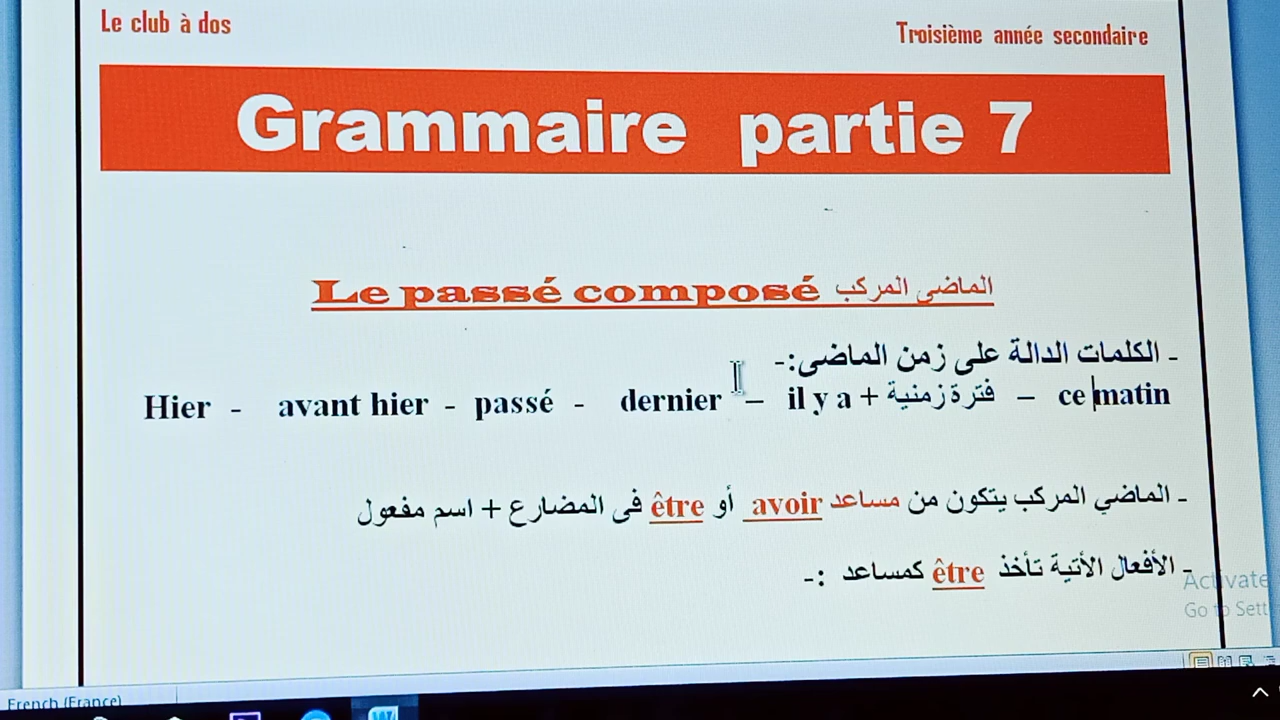 Le club à dos
Troisième année secondaire
Grammaire partie 7
Le passé composé الماضى المركب
- الكلمات الدالة على زمن الماضى:-
Hier - avant hier - passé - dernier – il y a + فترة زمنية – ce matin
- الماضي المركب يتكون من مساعد avoir أو être فى المضارع + اسم مفعول
- الأفعال الأتية تأخذ être كمساعد :-
Activate
Go to Sett
French (France)